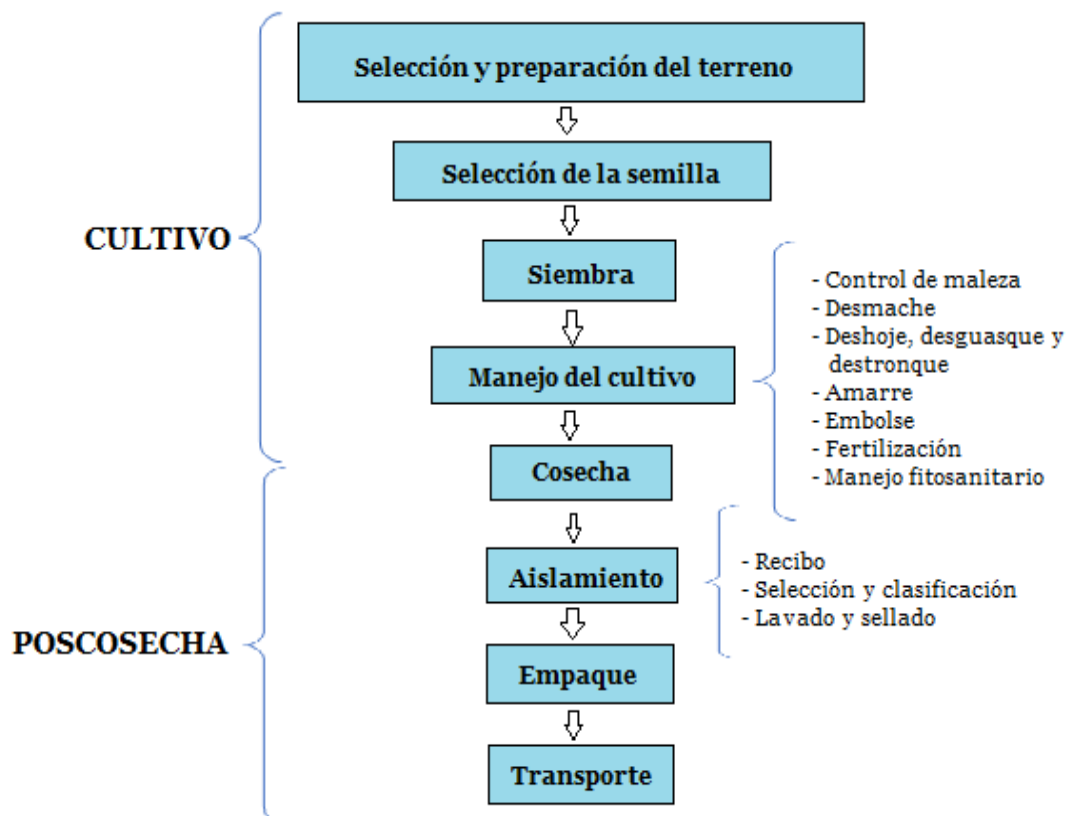 Selección y preparación del terreno
Selección de la semilla
CULTIVO
Siembra
Manejo del cultivo
- Control de maleza
- Desmache
- Deshoje, desguasque y
destronque
- Amarre
- Embolse
- Fertilización
- Manejo fitosanitario
Cosecha
POSCOSECHA
Aislamiento
- Recibo
- Selección y clasificación
- Lavado y sellado
Empaque
Transporte